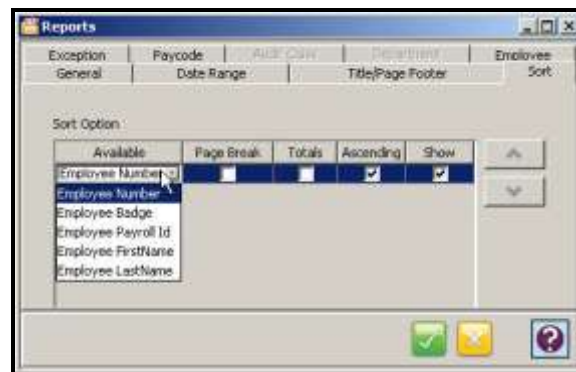 Reports
Exception Paycode Audit Class Department Employee
General Date Range Title/Page Footer Sort
Sort Option
Available Page Break Totals Ascending Show
Employee Number
Employee Number
Employee Badge
Employee Payroll Id
Employee FirstName
Employee LastName